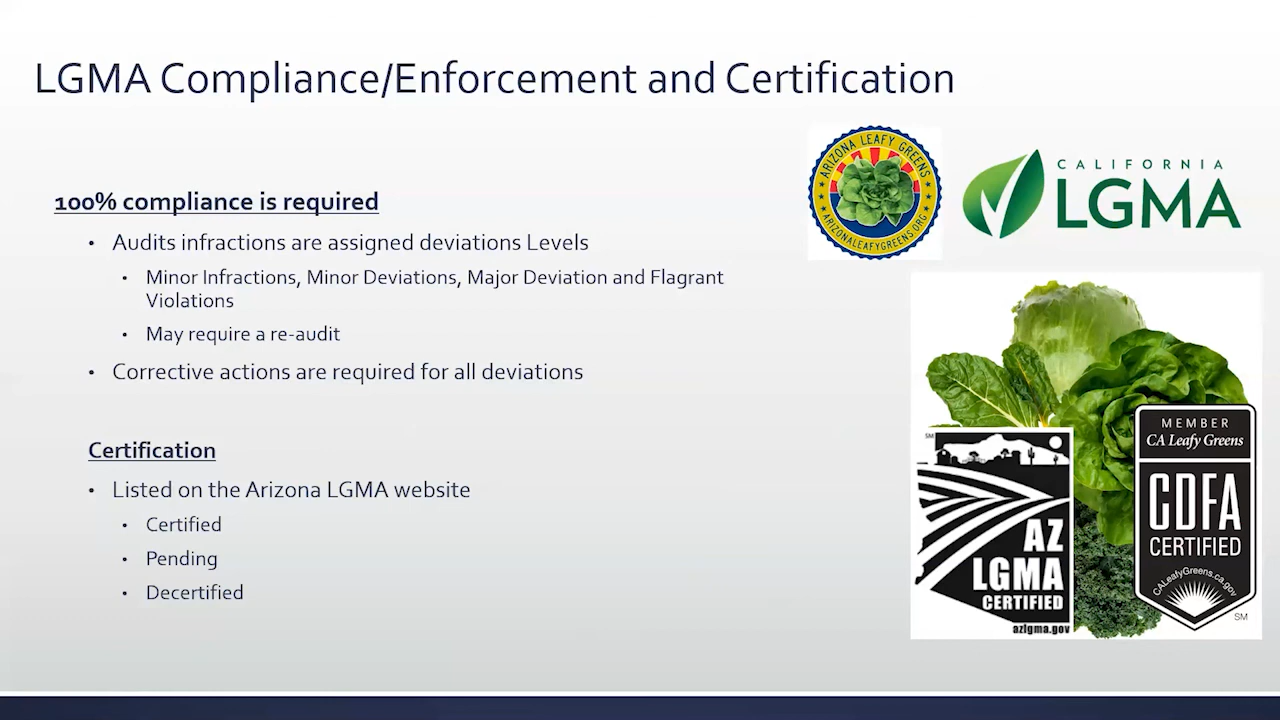 LGMA Compliance/Enforcement and Certification
100% compliance is required
• Audits infractions are assigned deviations Levels
• Minor Infractions, Minor Deviations, Major Deviation and Flagrant
Violations
• May require a re-audit
• Corrective actions are required for all deviations
Certification
• Listed on the Arizona LGMA website
• Certified
• Pending
• Decertified
ARIZONA LEAFY GREENS
ARIZONALEAFYGREENS.ORG
CALIFORNIA
LGMA
SM
AZ
LGMA
CERTIFIED
azlgma.gov
MEMBER
CA Leafy Greens
CDFA
CERTIFIED
CALeafyGreens.ca.gov
SM